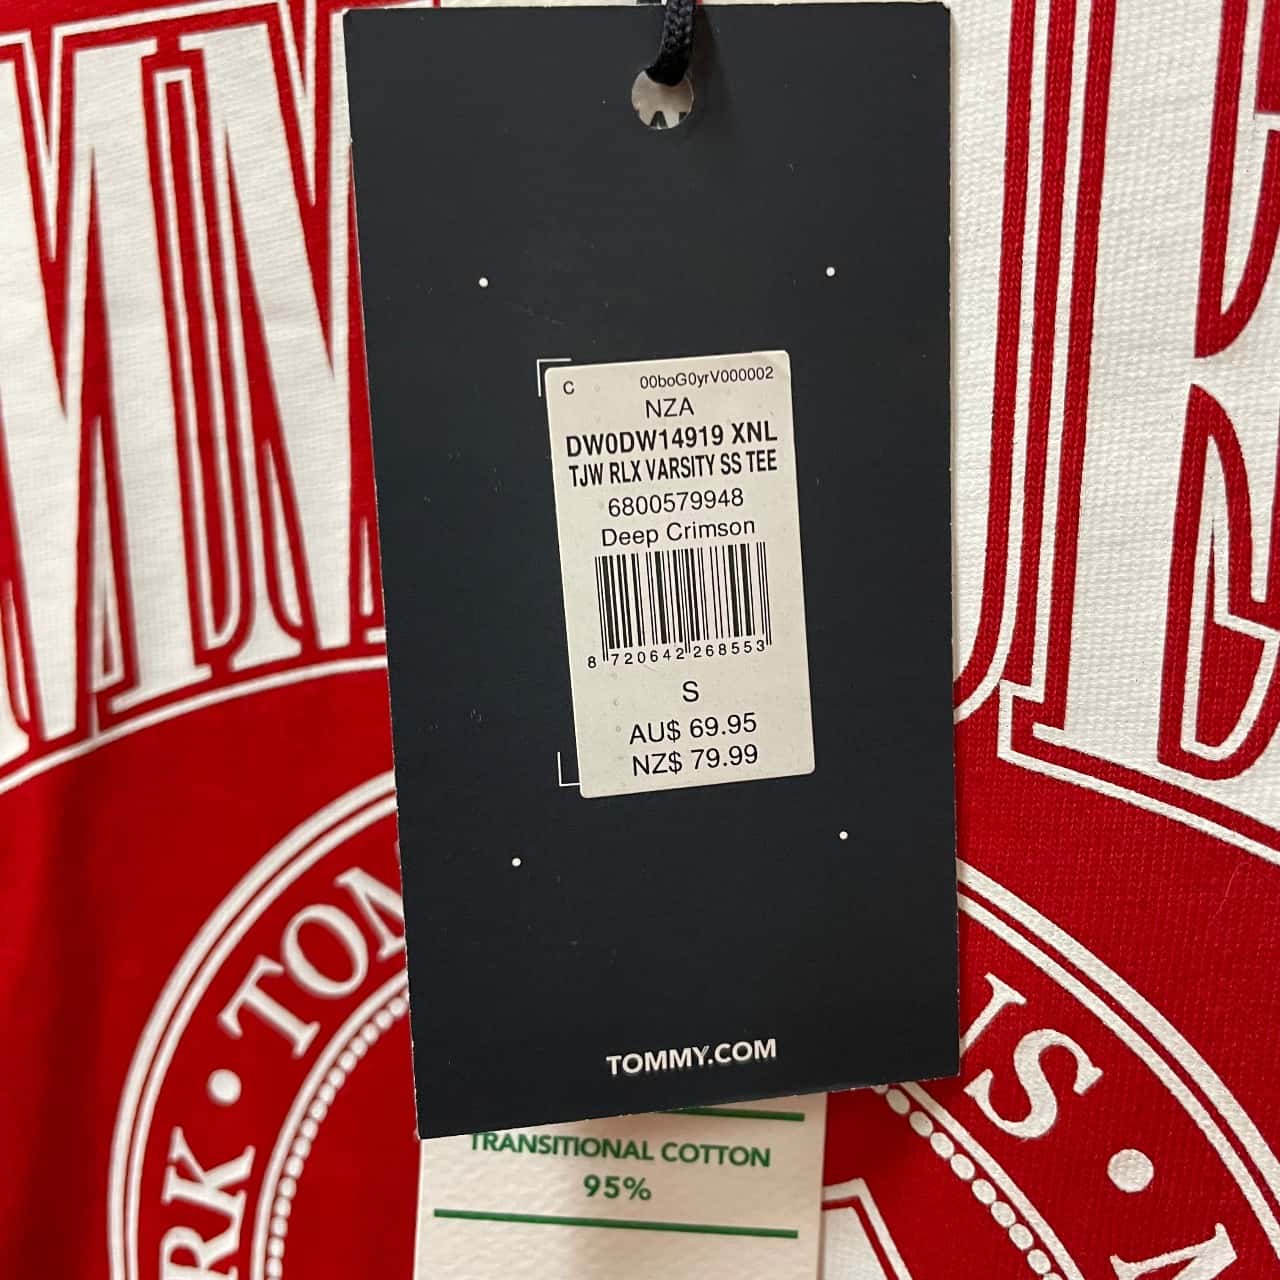 C 00boG0yrV000002
NZA
DW0DW14919 XNL
TJW RLX VARSITY SS TEE
6800579948
Deep Crimson
8 720642 268553
S
AU$ 69.95
NZ$ 79.99
TOMMY.COM
TRANSITIONAL COTTON
95%